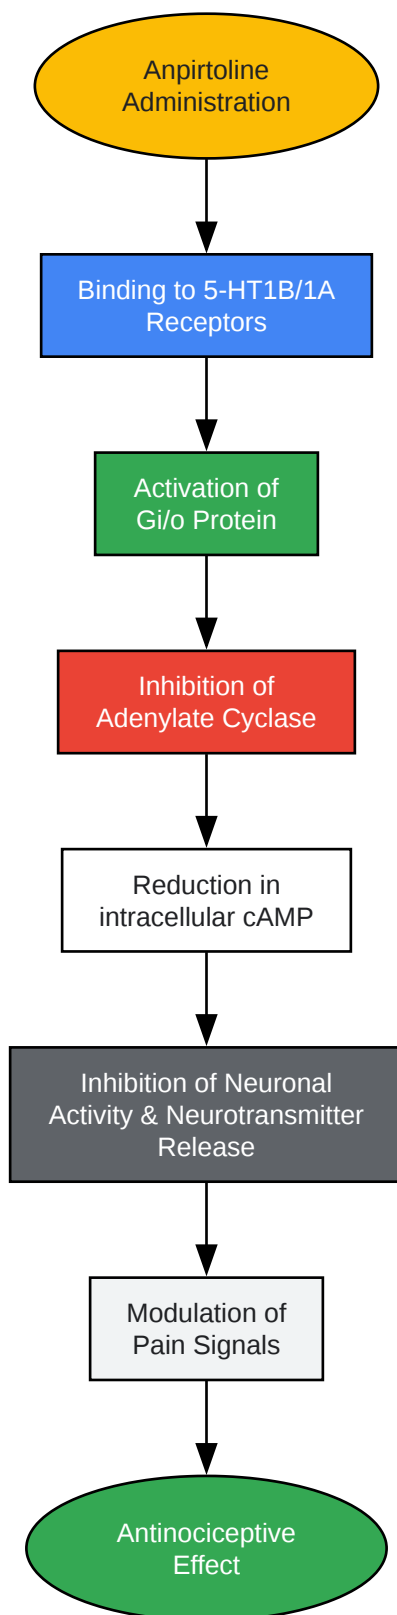 Anpirtoline
Administration
Binding to 5-HT1B/1A
Receptors
Activation of
Gi/o Protein
Inhibition of
Adenylate Cyclase
Reduction in
intracellular cAMP
Inhibition of Neuronal
Activity & Neurotransmitter
Release
Modulation of
Pain Signals
Antinociceptive
Effect